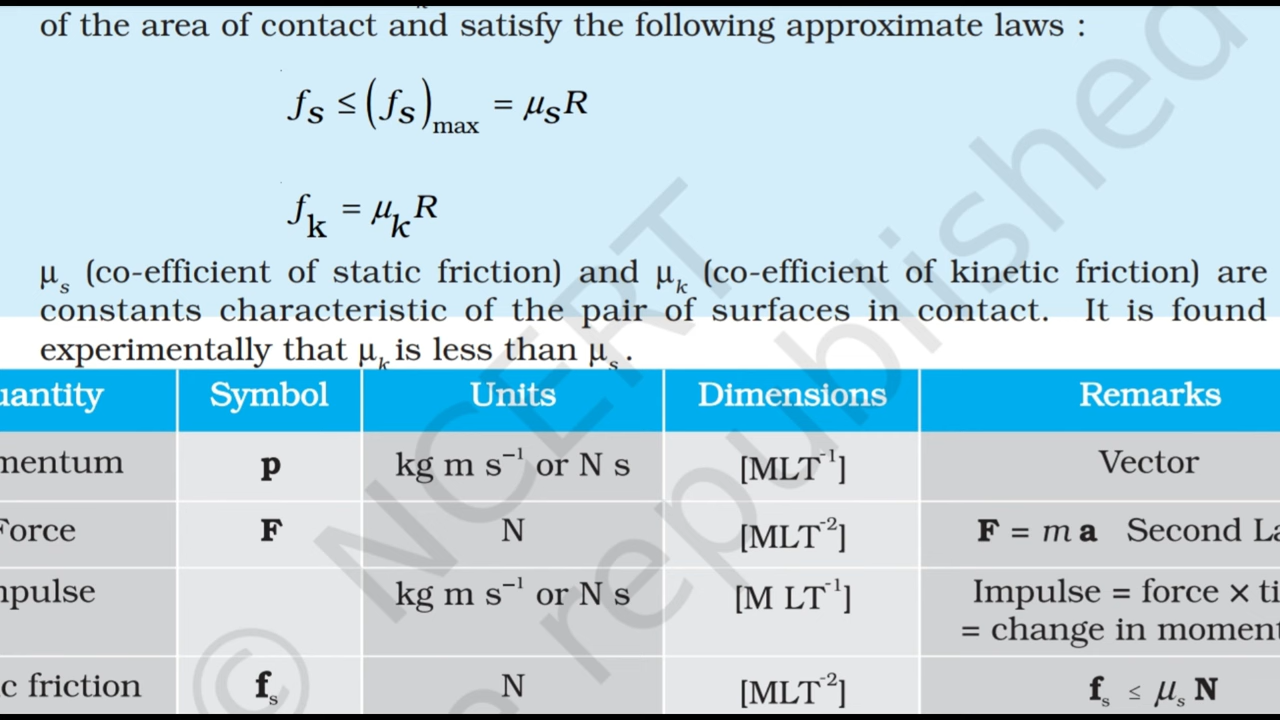 of the area of contact and satisfy the following approximate laws :
fs ≤ (fs)max = μsR
fk = μkR
μs (co-efficient of static friction) and μk (co-efficient of kinetic friction) are
constants characteristic of the pair of surfaces in contact. It is found
experimentally that μk is less than μs.
uantity Symbol Units Dimensions Remarks
mentum p kg m s⁻¹ or N s [MLT⁻¹] Vector
Force F N [MLT⁻²] F = m a Second La
npulse kg m s⁻¹ or N s [M LT⁻¹] Impulse = force × ti
= change in moment
c friction fs N [MLT⁻²] fs ≤ μs N
© NCERT
e republished